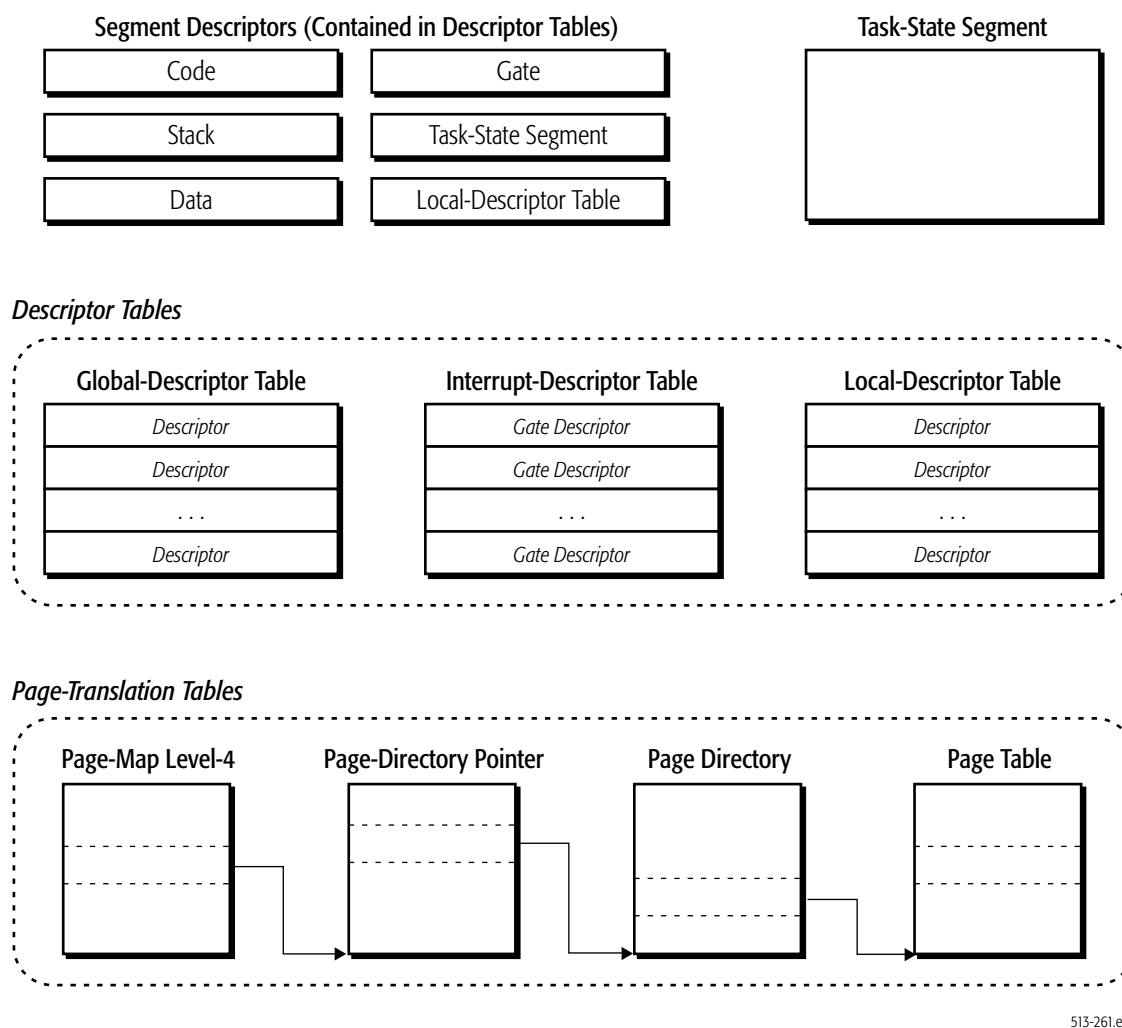 Segment Descriptors (Contained in Descriptor Tables) Task-State Segment
Code Gate
Stack Task-State Segment
Data Local-Descriptor Table
Descriptor Tables
Global-Descriptor Table Interrupt-Descriptor Table Local-Descriptor Table
Descriptor Gate Descriptor Descriptor
Descriptor Gate Descriptor Descriptor
. . . . . . . . .
Descriptor Gate Descriptor Descriptor
Page-Translation Tables
Page-Map Level-4 Page-Directory Pointer Page Directory Page Table
513-261.e